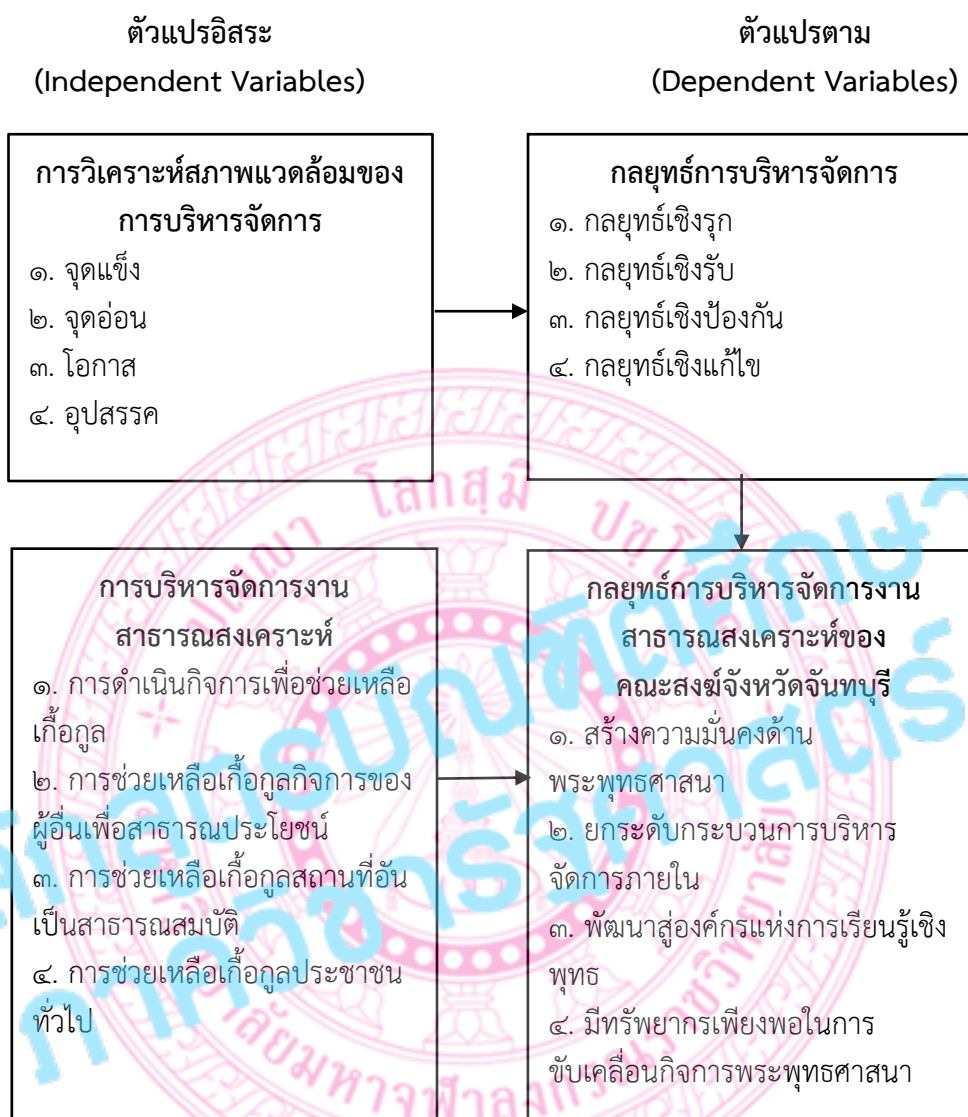 ตัวแปรอิสระ
(Independent Variables)
ตัวแปรตาม
(Dependent Variables)
การวิเคราะห์สภาพแวดล้อมของ
การบริหารจัดการ
๑. จุดแข็ง
๒. จุดอ่อน
๓. โอกาส
๔. อุปสรรค
กลยุทธ์การบริหารจัดการ
๑. กลยุทธ์เชิงรุก
๒. กลยุทธ์เชิงรับ
๓. กลยุทธ์เชิงป้องกัน
๔. กลยุทธ์เชิงแก้ไข
การบริหารจัดการงาน
สาธารณสงเคราะห์
๑. การดำเนินกิจการเพื่อช่วยเหลือ
เกื้อกูล
๒. การช่วยเหลือเกื้อกูลกิจการของ
ผู้อื่นเพื่อสาธารณประโยชน์
๓. การช่วยเหลือเกื้อกูลสถานที่อัน
เป็นสาธารณสมบัติ
๔. การช่วยเหลือเกื้อกูลประชาชน
ทั่วไป
กลยุทธ์การบริหารจัดการงาน
สาธารณสงเคราะห์ของ
คณะสงฆ์จังหวัดจันทบุรี
๑. สร้างความมั่นคงด้าน
พระพุทธศาสนา
๒. ยกระดับกระบวนการบริหาร
จัดการภายใน
๓. พัฒนาสู่องค์กรแห่งการเรียนรู้เชิง
พุทธ
๔. มีทรัพยากรเพียงพอในการ
ขับเคลื่อนกิจการพระพุทธศาสนา
โลกสฺมิ
ภาควิชารัฐศาสตร์